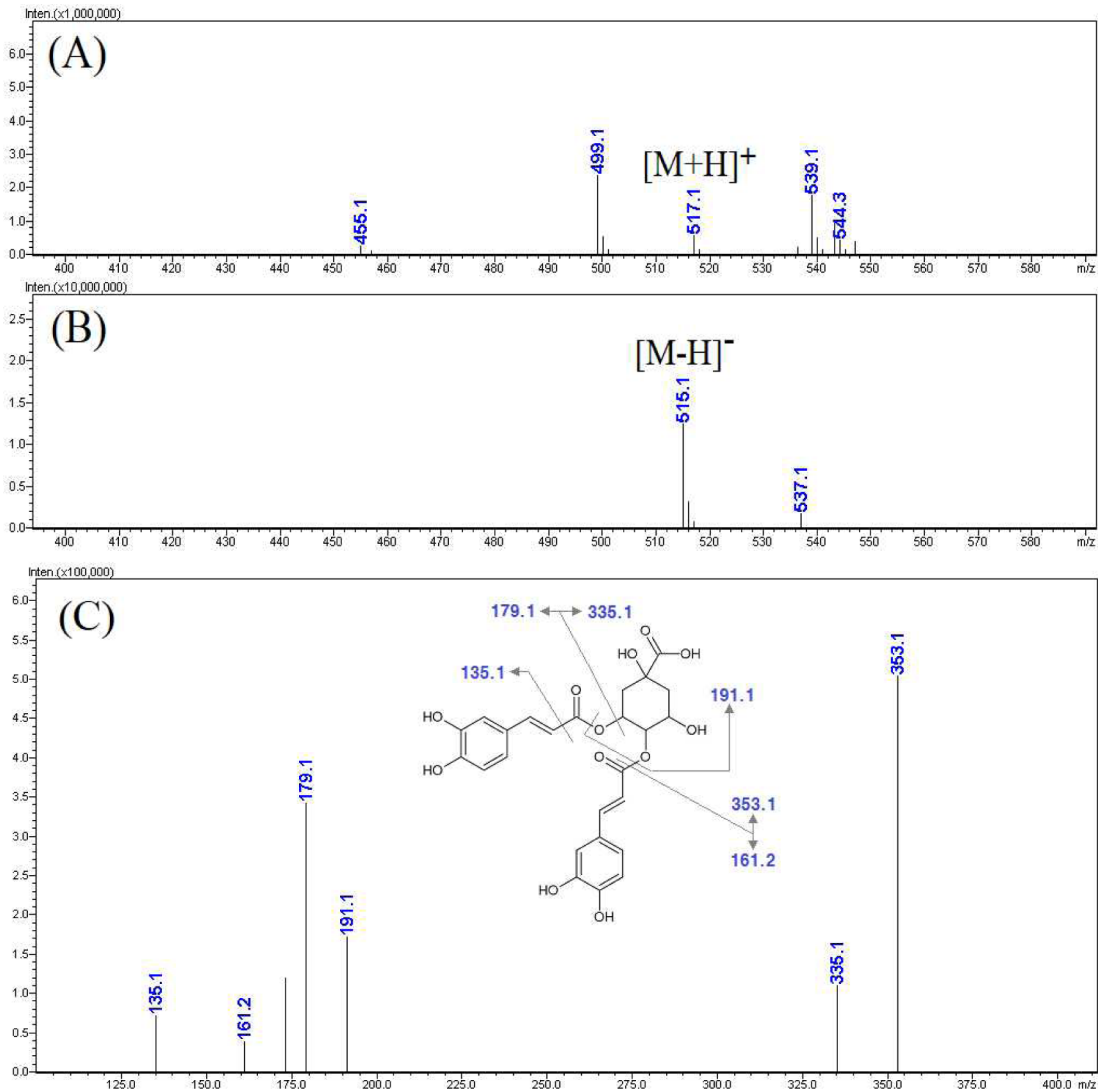 Inten.(x1,000,000)
(A)
6.0
5.0
4.0
3.0
2.0
1.0
0.0
455.1
499.1
[M+H]+
517.1
539.1
544.3
400 410 420 430 440 450 460 470 480 490 500 510 520 530 540 550 560 570 580 m/z
Inten.(x10,000,000)
(B)
2.5
2.0
1.5
1.0
0.5
0.0
[M-H]-
515.1
537.1
400 410 420 430 440 450 460 470 480 490 500 510 520 530 540 550 560 570 580 m/z
Inten.(x100,000)
(C)
6.0
5.5
5.0
4.5
4.0
3.5
3.0
2.5
2.0
1.5
1.0
0.5
0.0
179.1 335.1
135.1
191.1
353.1
161.2
O
HO OH
O
HO O OH
HO O O
HO
OH
135.1
161.2
179.1
191.1
335.1
353.1
125.0 150.0 175.0 200.0 225.0 250.0 275.0 300.0 325.0 350.0 375.0 400.0 m/z